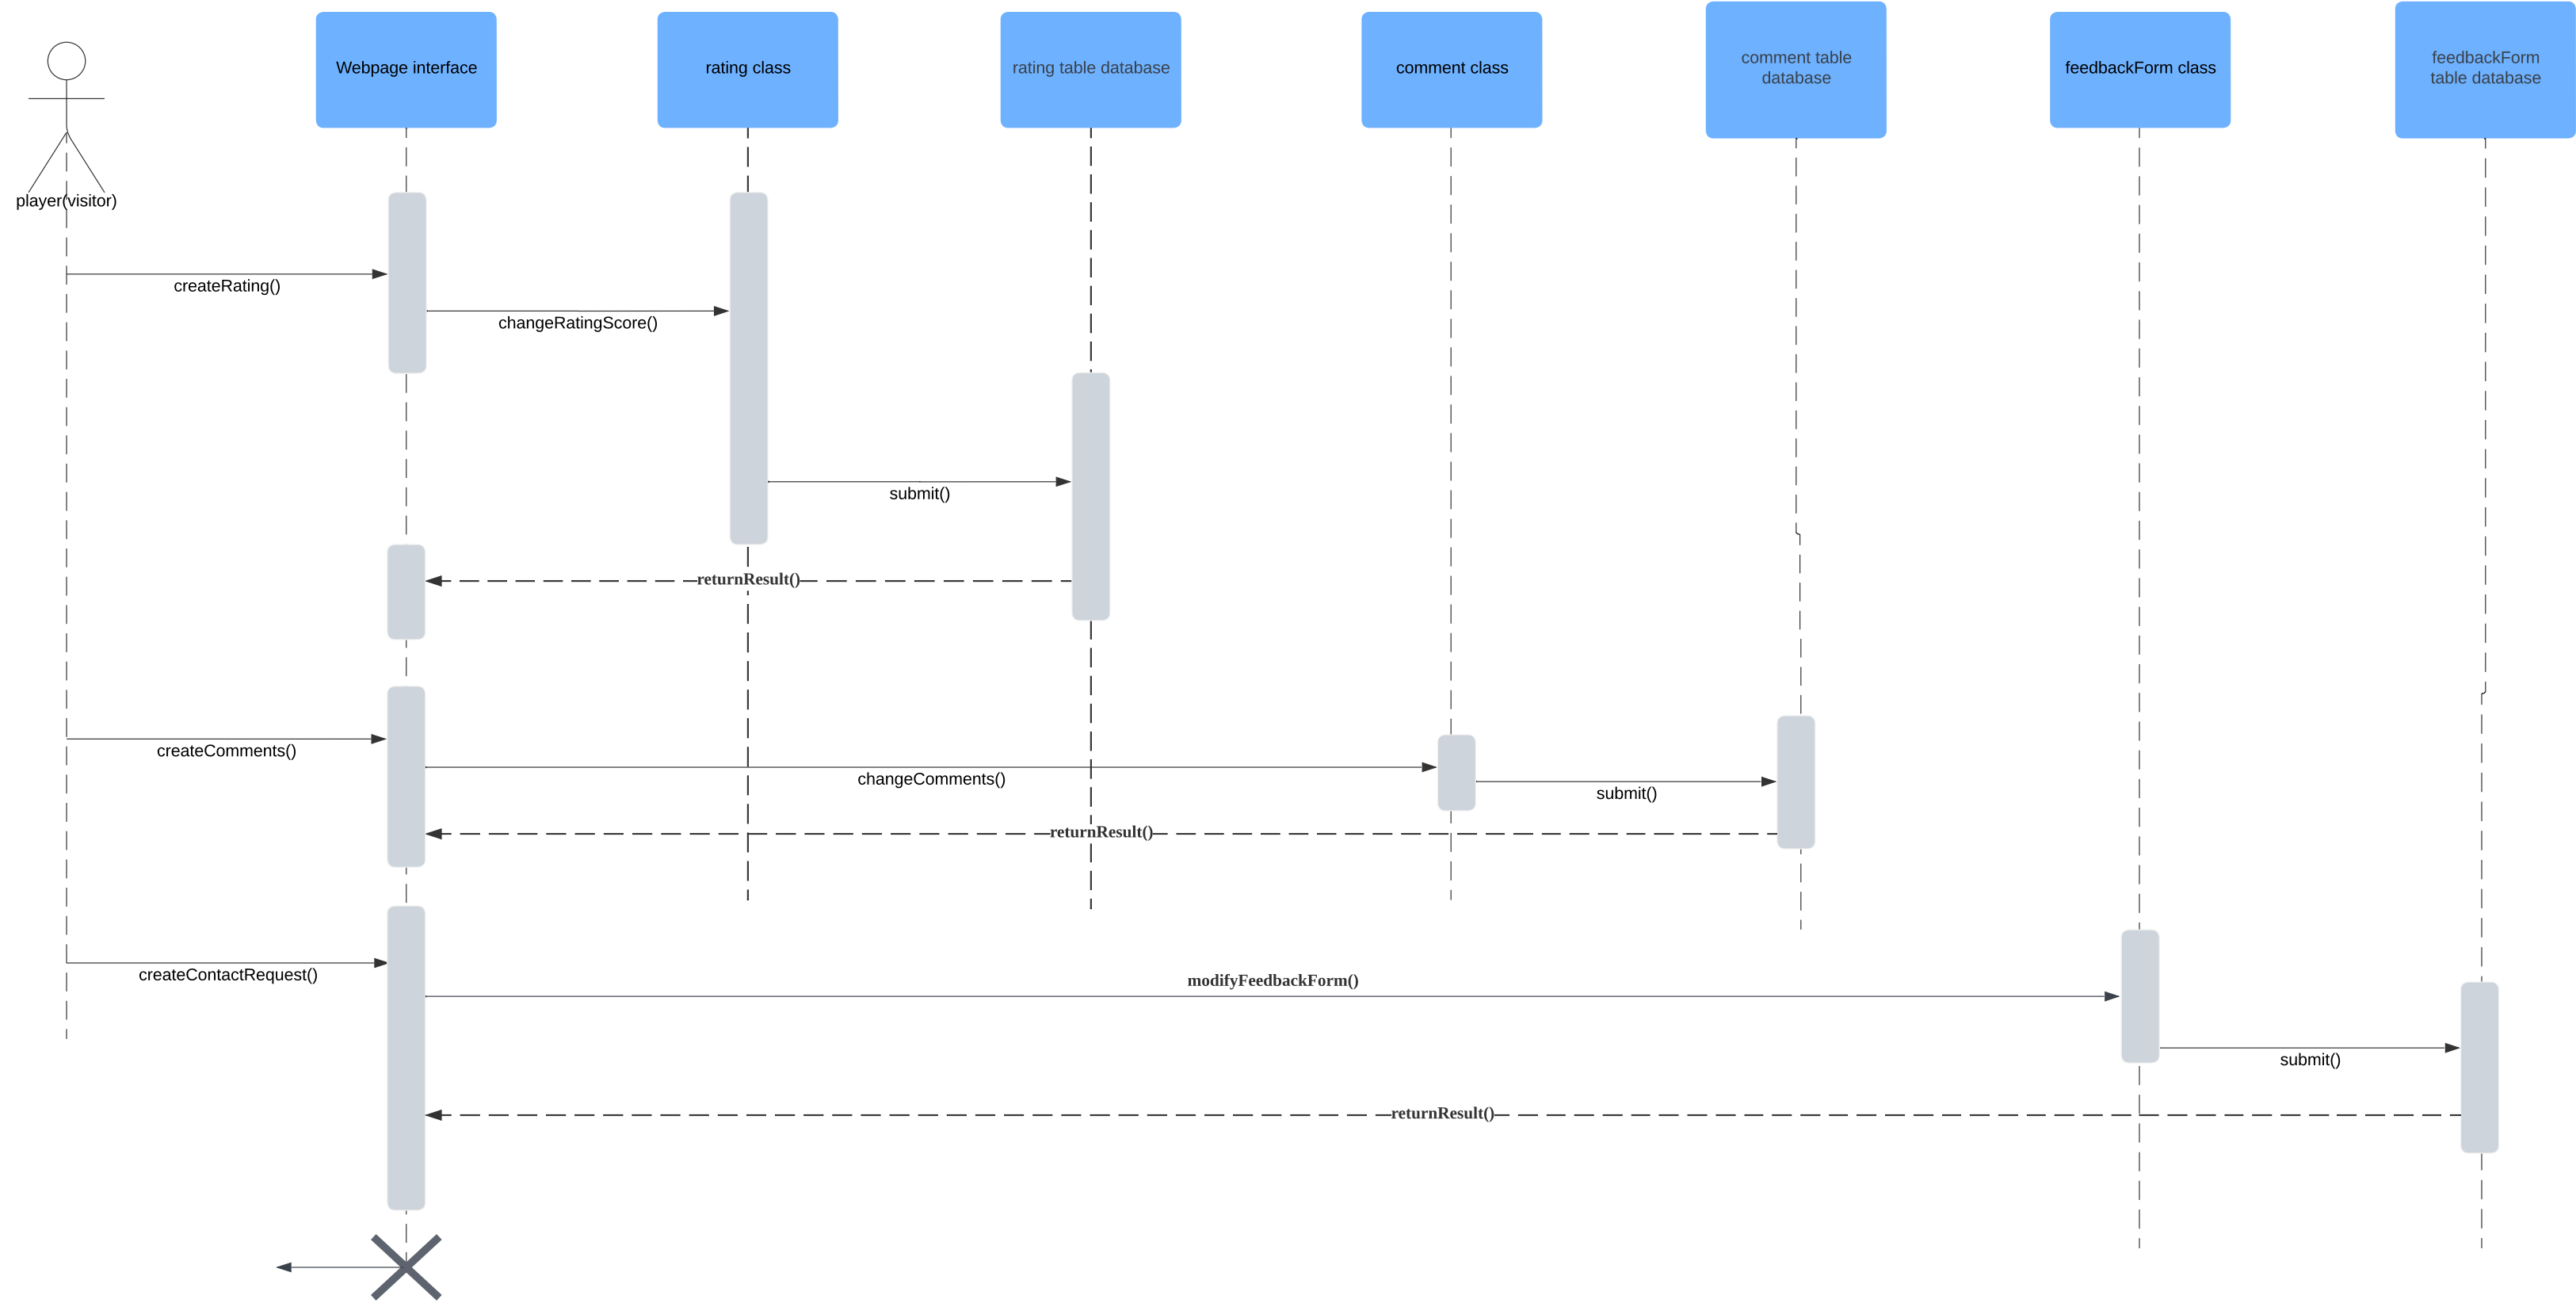 Webpage interface
rating class
rating table database
comment class
comment table
database
feedbackForm class
feedbackForm
table database
player(visitor)
createRating()
changeRatingScore()
submit()
returnResult()
createComments()
changeComments()
submit()
returnResult()
createContactRequest()
modifyFeedbackForm()
submit()
returnResult()